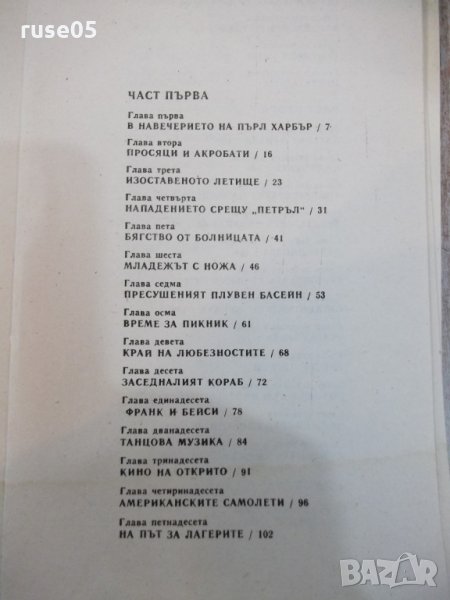 ruse05
ЧАСТ ПЪРВА
Глава първа
В НАВЕЧЕРИЕТО НА ПЪРЛ ХАРБЪР / 7
Глава втора
ПРОСЯЦИ И АКРОБАТИ / 16
Глава трета
ИЗОСТАВЕНОТО ЛЕТИЩЕ / 23
Глава четвърта
НАПАДЕНИЕТО СРЕЩУ „ПЕТРЪЛ“ / 31
Глава пета
БЯГСТВО ОТ БОЛНИЦАТА / 41
Глава шеста
МЛАДЕЖЪТ С НОЖА / 46
Глава седма
ПРЕСУШЕНИЯТ ПЛУВЕН БАСЕЙН / 53
Глава осма
ВРЕМЕ ЗА ПИКНИК / 61
Глава девета
КРАЙ НА ЛЮБЕЗНОСТИТЕ / 68
Глава десета
ЗАСЕДНАЛИЯТ КОРАБ / 72
Глава единадесета
ФРАНК И БЕЙСИ / 78
Глава дванадесета
ТАНЦОВА МУЗИКА / 84
Глава тринадесета
КИНО НА ОТКРИТО / 91
Глава четиринадесета
АМЕРИКАНСКИТЕ САМОЛЕТИ / 96
Глава петнадесета
НА ПЪТ ЗА ЛАГЕРИТЕ / 102
BAZAR